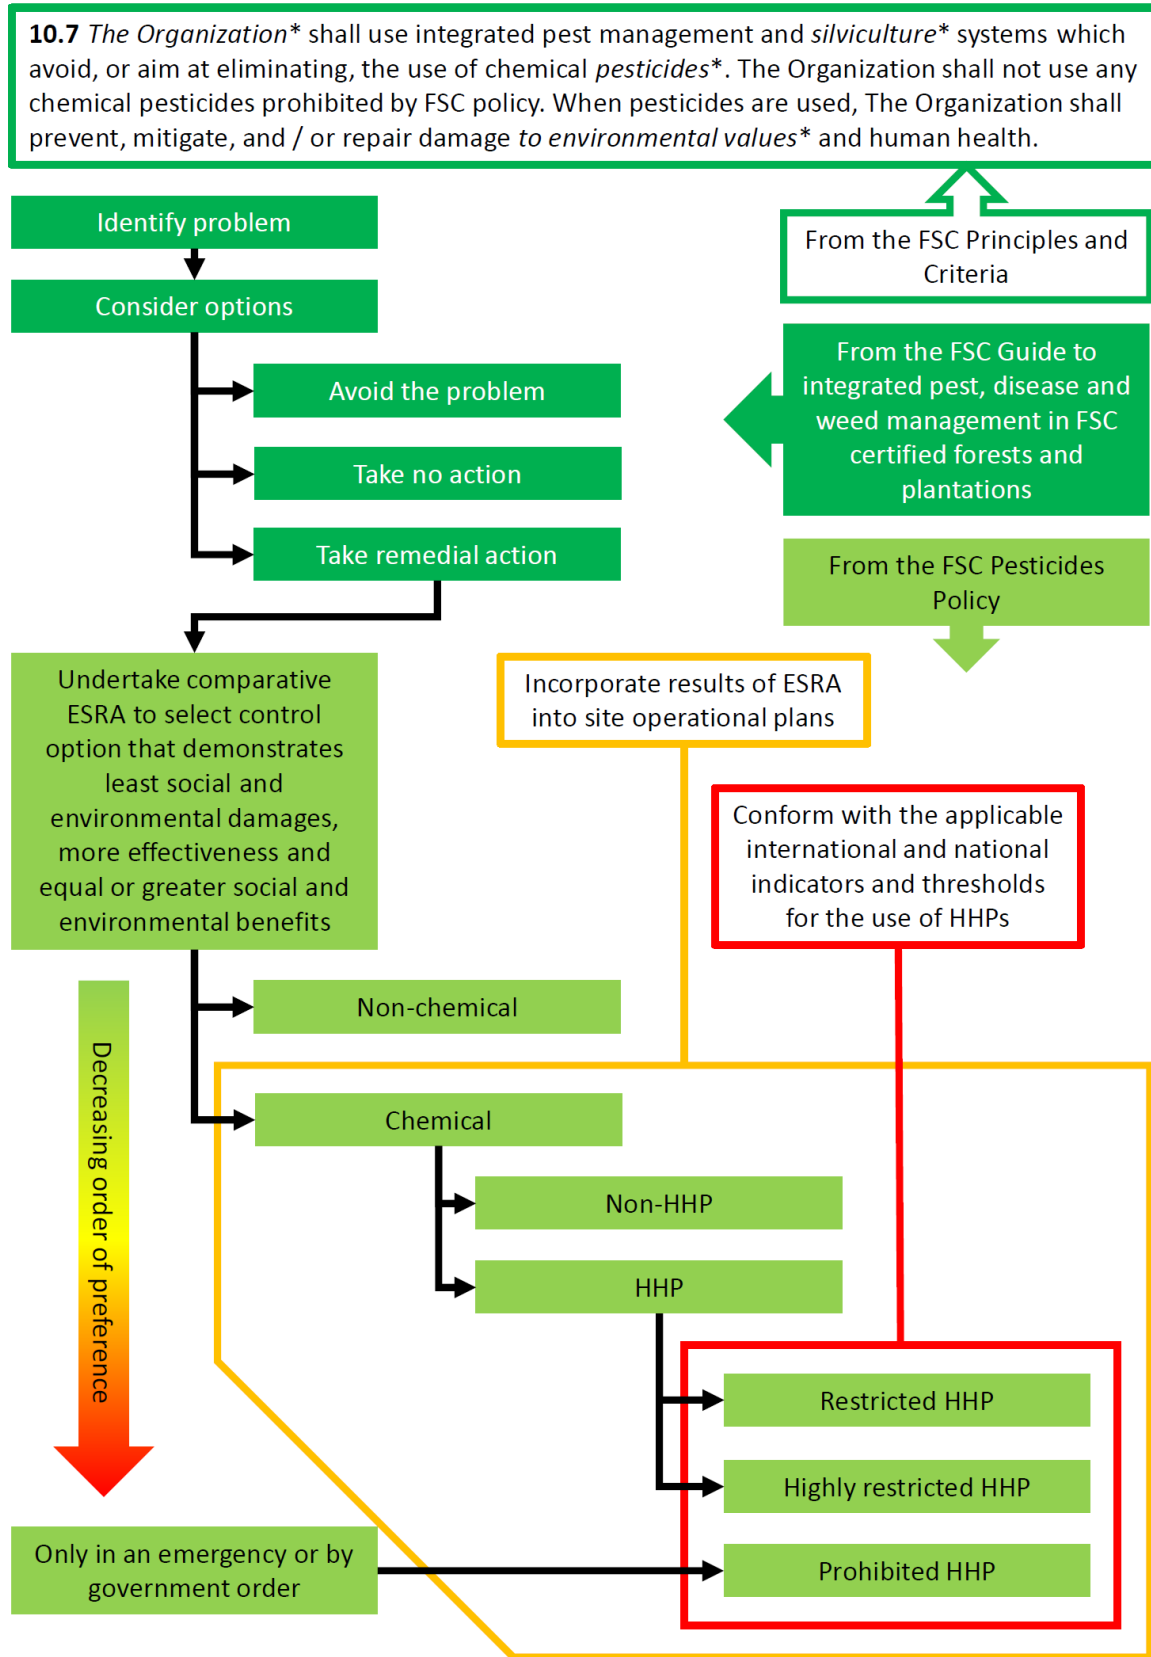 10.7 The Organization* shall use integrated pest management and silviculture* systems which
avoid, or aim at eliminating, the use of chemical pesticides*. The Organization shall not use any
chemical pesticides prohibited by FSC policy. When pesticides are used, The Organization shall
prevent, mitigate, and / or repair damage to environmental values* and human health.
Identify problem
From the FSC Principles and
Criteria
Consider options
From the FSC Guide to
integrated pest, disease and
weed management in FSC
certified forests and
plantations
Avoid the problem
Take no action
Take remedial action
From the FSC Pesticides
Policy
Undertake comparative
ESRA to select control
option that demonstrates
least social and
environmental damages,
more effectiveness and
equal or greater social and
environmental benefits
Incorporate results of ESRA
into site operational plans
Conform with the applicable
international and national
indicators and thresholds
for the use of HHPs
Decreasing order of preference
Non-chemical
Chemical
Non-HHP
HHP
Restricted HHP
Highly restricted HHP
Only in an emergency or by
government order
Prohibited HHP